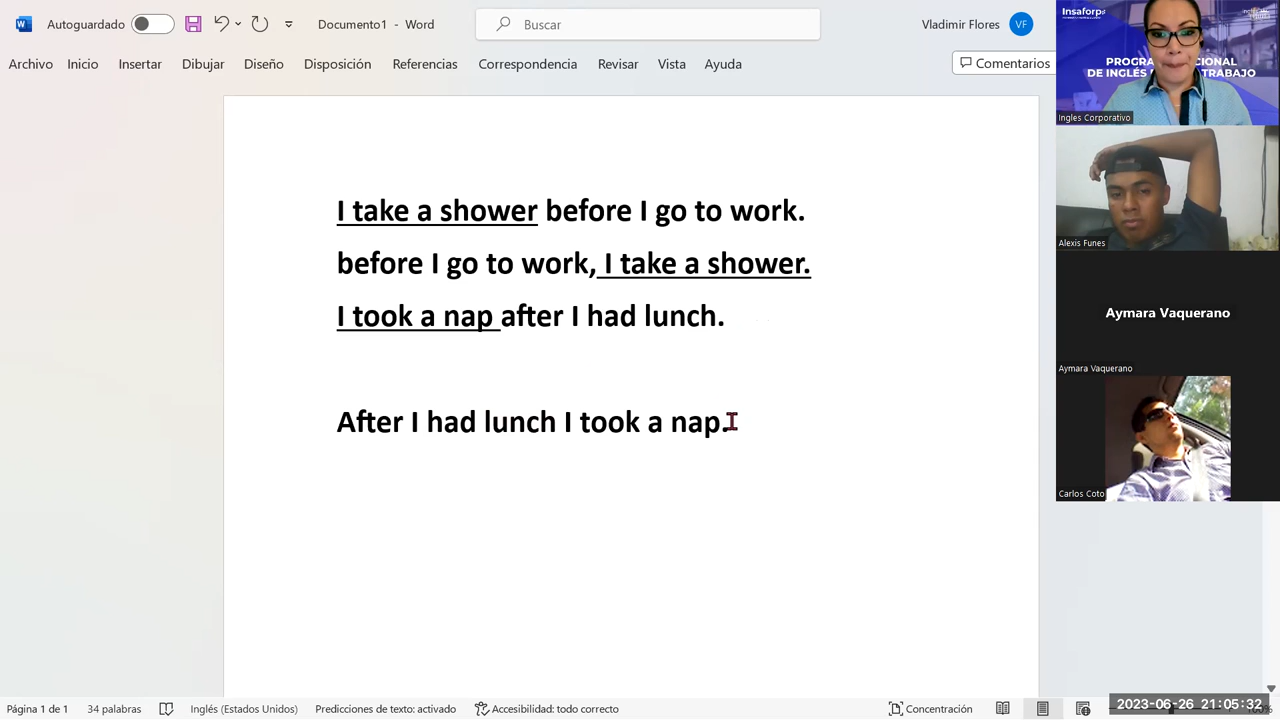 Autoguardado
Documento1 - Word
Buscar
Vladimir Flores
VF
Archivo Inicio Insertar Dibujar Diseño Disposición Referencias Correspondencia Revisar Vista Ayuda
Comentarios
I take a shower before I go to work.
before I go to work, I take a shower.
I took a nap after I had lunch.
After I had lunch I took a nap.
Insaforp
Ingles Corporativo
Alexis Funes
Aymara Vaquerano
Aymara Vaquerano
Carlos Coto
Página 1 de 1
34 palabras
Inglés (Estados Unidos)
Predicciones de texto: activado
Accesibilidad: todo correcto
Concentración
2023-06-26 21:05:32